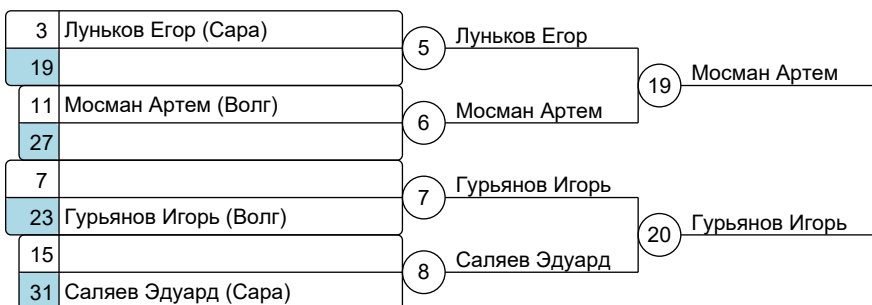 3 Луньков Егор (Сара)
19
11 Мосман Артем (Волг)
27
7
23 Гурьянов Игорь (Волг)
15
31 Саляев Эдуард (Сара)
5 Луньков Егор
6 Мосман Артем
7 Гурьянов Игорь
8 Саляев Эдуард
19 Мосман Артем
20 Гурьянов Игорь